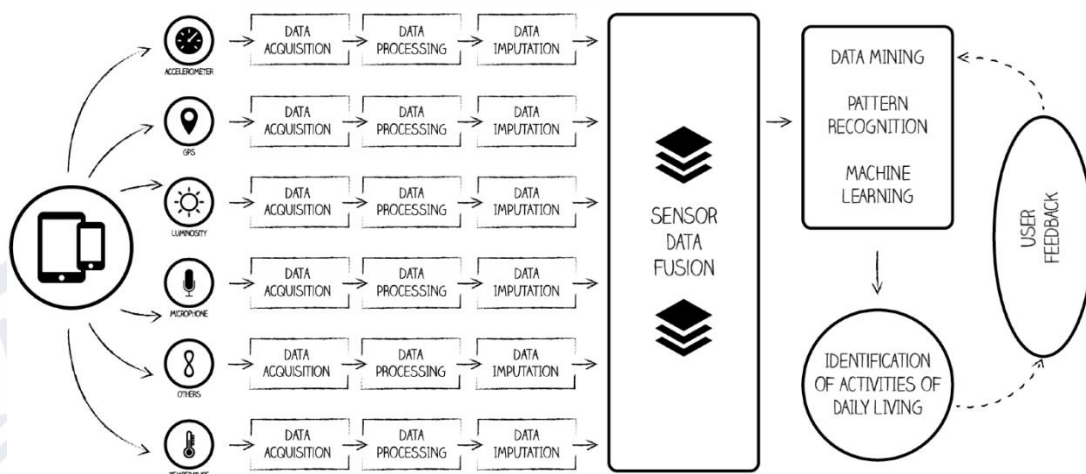 ACCELEROMETER
DATA
ACQUISITION
DATA
PROCESSING
DATA
IMPUTATION
GPS
DATA
ACQUISITION
DATA
PROCESSING
DATA
IMPUTATION
LUMINOSITY
DATA
ACQUISITION
DATA
PROCESSING
DATA
IMPUTATION
MICROPHONE
DATA
ACQUISITION
DATA
PROCESSING
DATA
IMPUTATION
OTHERS
DATA
ACQUISITION
DATA
PROCESSING
DATA
IMPUTATION
TEMPERATURE
DATA
ACQUISITION
DATA
PROCESSING
DATA
IMPUTATION
SENSOR
DATA
FUSION
DATA MINING
PATTERN
RECOGNITION
MACHINE
LEARNING
IDENTIFICATION
OF ACTIVITIES OF
DAILY LIVING
USER
FEEDBACK